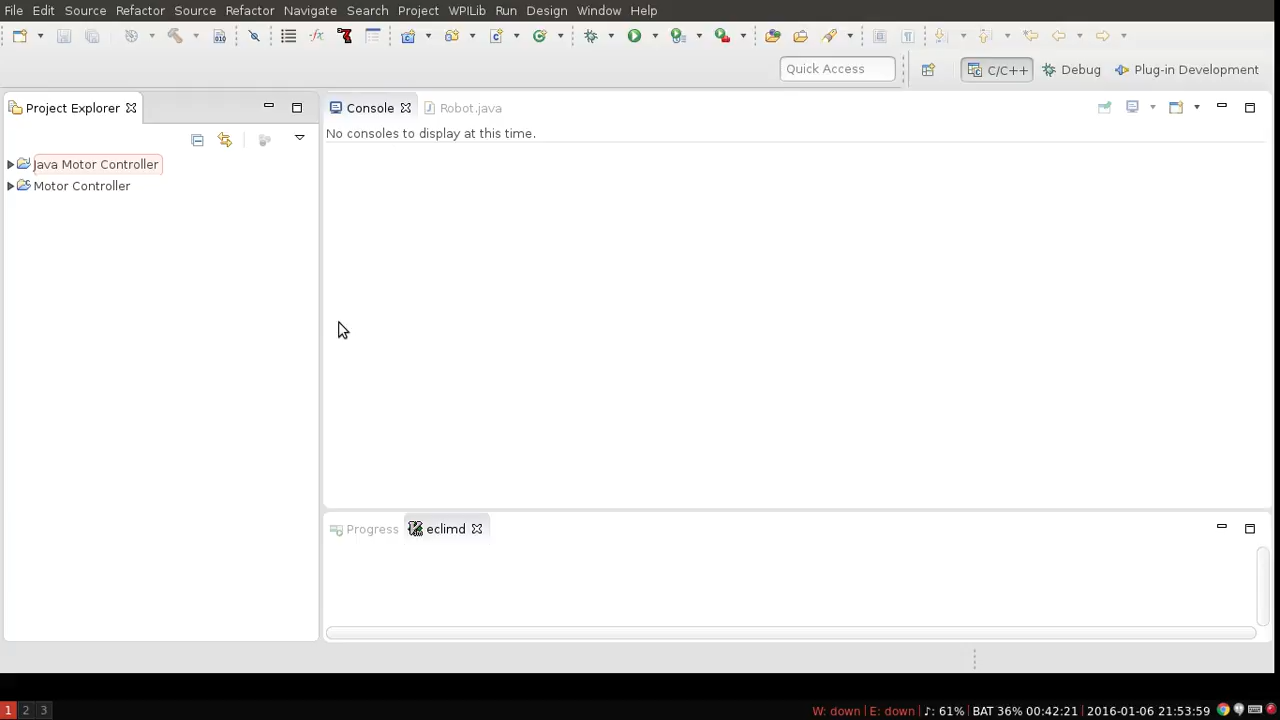 File Edit Source Refactor Source Refactor Navigate Search Project WPILib Run Design Window Help
Quick Access C/C++ Debug Plug-in Development
Project Explorer Console Robot.java
No consoles to display at this time.
Java Motor Controller
Motor Controller
Progress eclimd
1 2 3 W: down | E: down | ♪: 61% | BAT 36% 00:42:21 | 2016-01-06 21:53:59